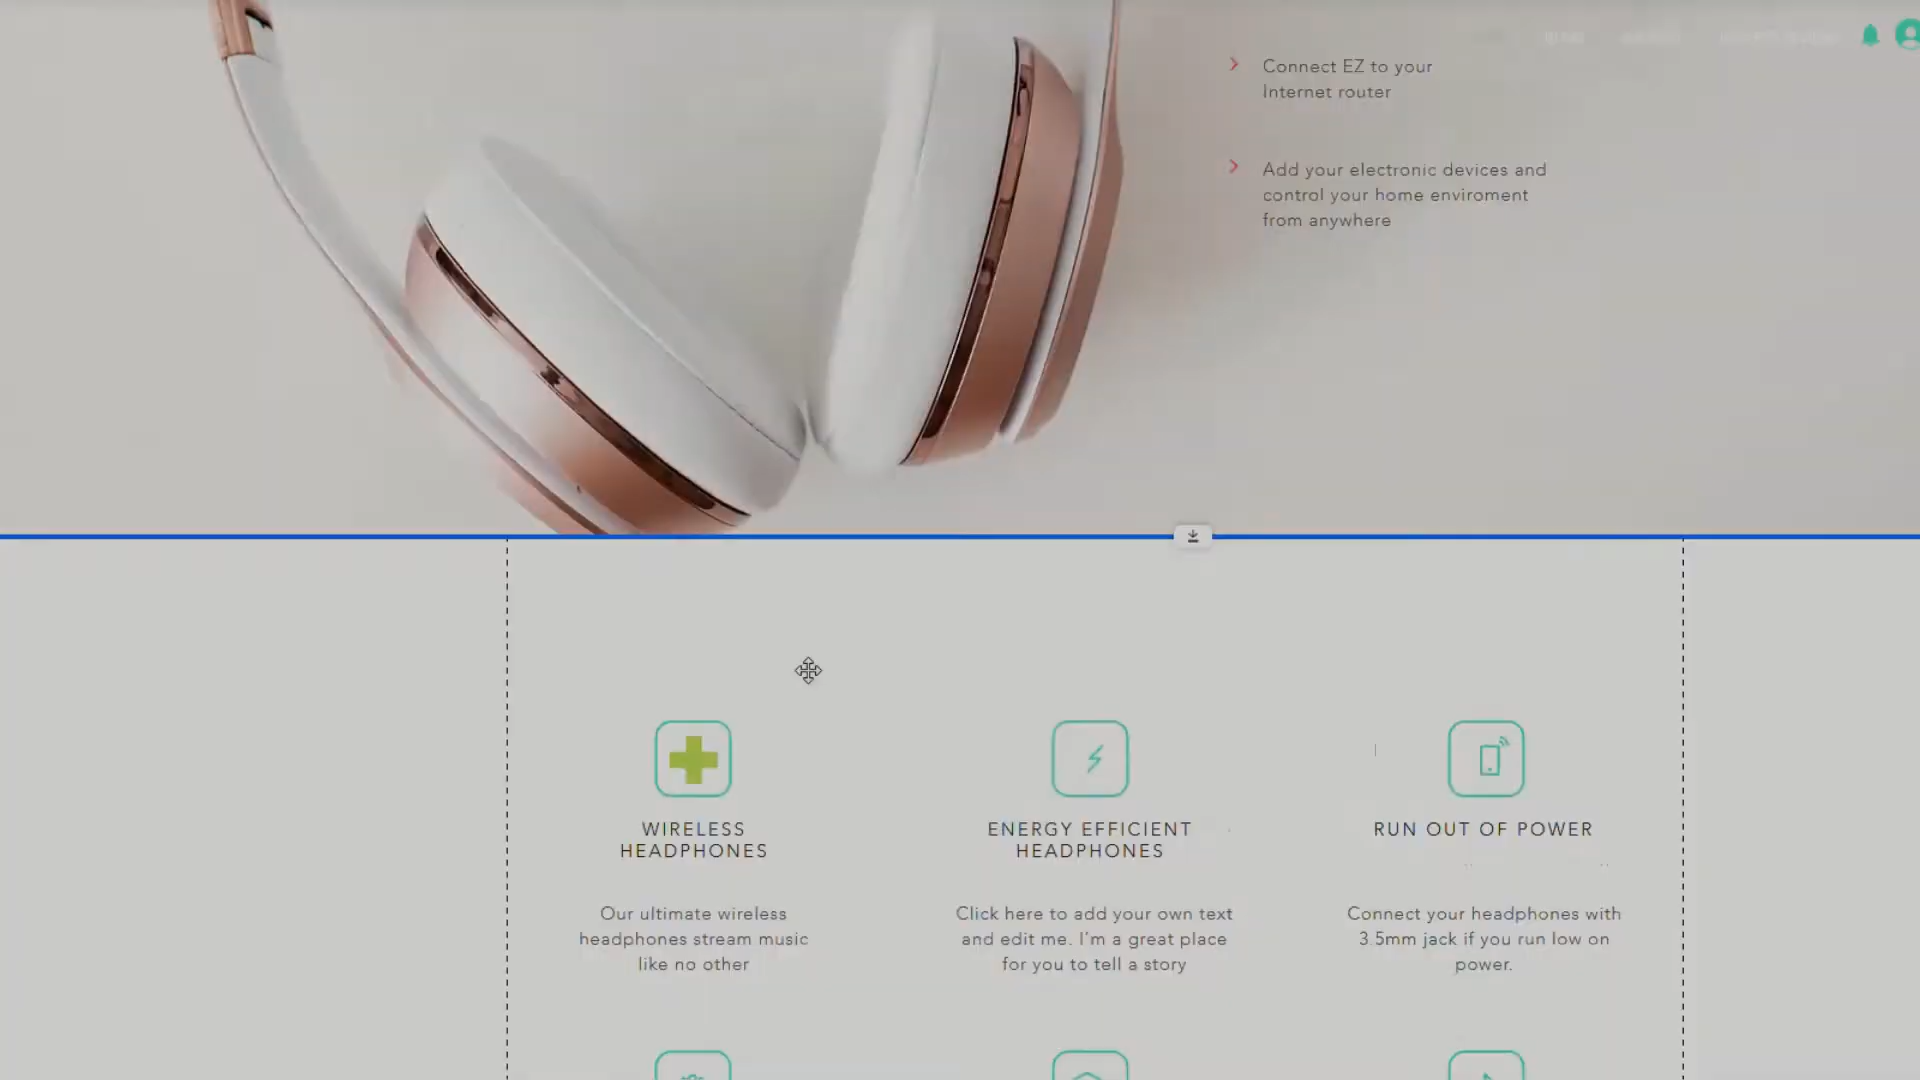 Connect EZ to your
Internet router
Add your electronic devices and
control your home enviroment
from anywhere
WIRELESS
HEADPHONES
ENERGY EFFICIENT
HEADPHONES
RUN OUT OF POWER
Our ultimate wireless
headphones stream music
like no other
Click here to add your own text
and edit me. I'm a great place
for you to tell a story
Connect your headphones with
3.5mm jack if you run low on
power.